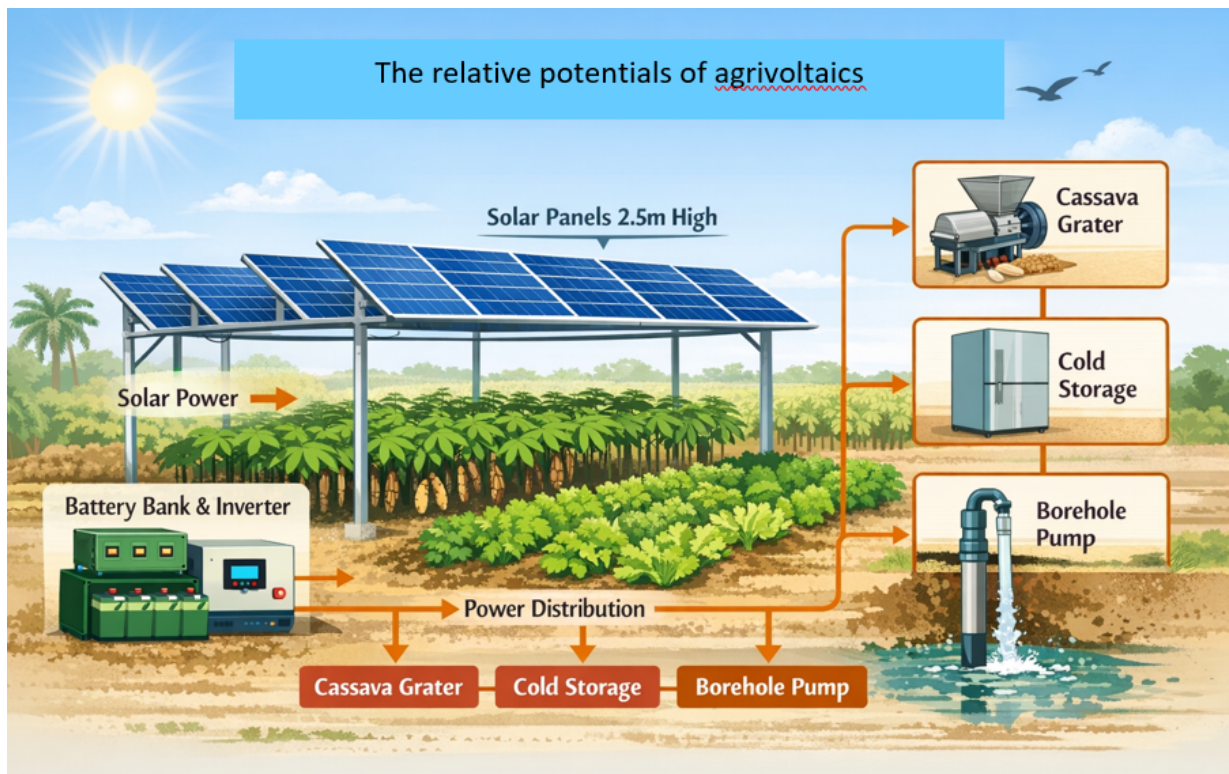 The relative potentials of agrivoltaics
Solar Panels 2.5m High
Cassava
Grater
Cold
Storage
Solar Power
Battery Bank & Inverter
Borehole
Pump
Power Distribution
Cassava Grater
Cold Storage
Borehole Pump